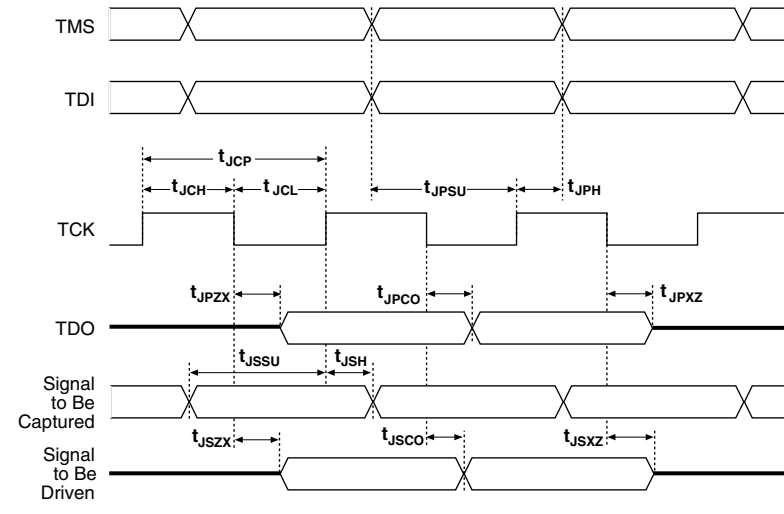 TMS
TDI
tJCP
tJCH
tJCL
tJPSU
tJPH
TCK
tJPZX
tJPCO
tJPXZ
TDO
tJSSU
tJSH
Signal
to Be
Captured
tJSZX
tJSCO
tJSXZ
Signal
to Be
Driven